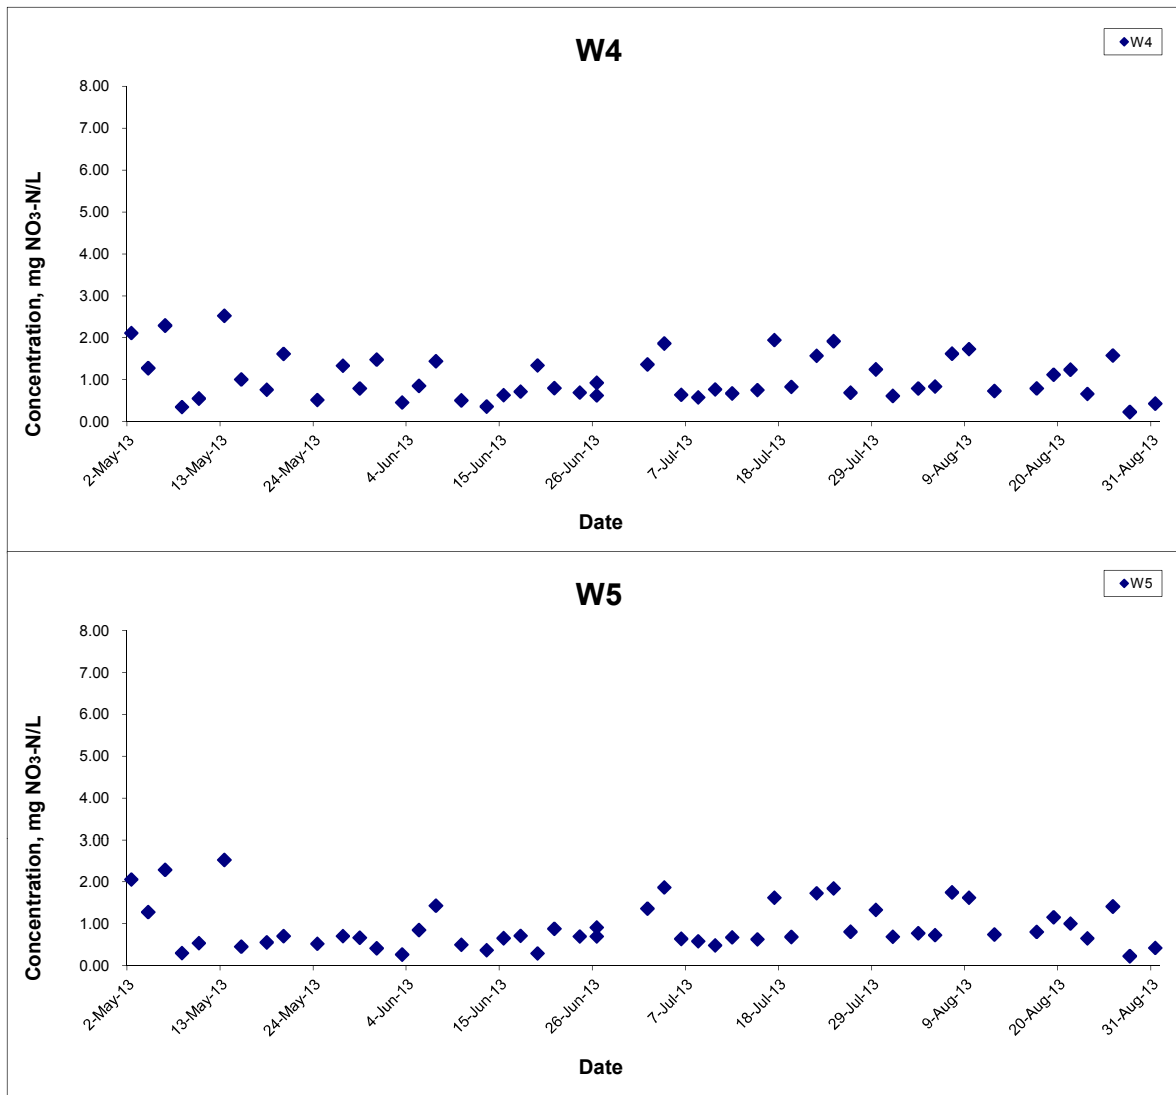 W4
W4
8.00
7.00
6.00
5.00
4.00
3.00
2.00
1.00
0.00
Concentration, mg NO3-N/L
2-May-13
13-May-13
24-May-13
4-Jun-13
15-Jun-13
26-Jun-13
7-Jul-13
18-Jul-13
29-Jul-13
9-Aug-13
20-Aug-13
31-Aug-13
Date
W5
W5
8.00
7.00
6.00
5.00
4.00
3.00
2.00
1.00
0.00
Concentration, mg NO3-N/L
2-May-13
13-May-13
24-May-13
4-Jun-13
15-Jun-13
26-Jun-13
7-Jul-13
18-Jul-13
29-Jul-13
9-Aug-13
20-Aug-13
31-Aug-13
Date